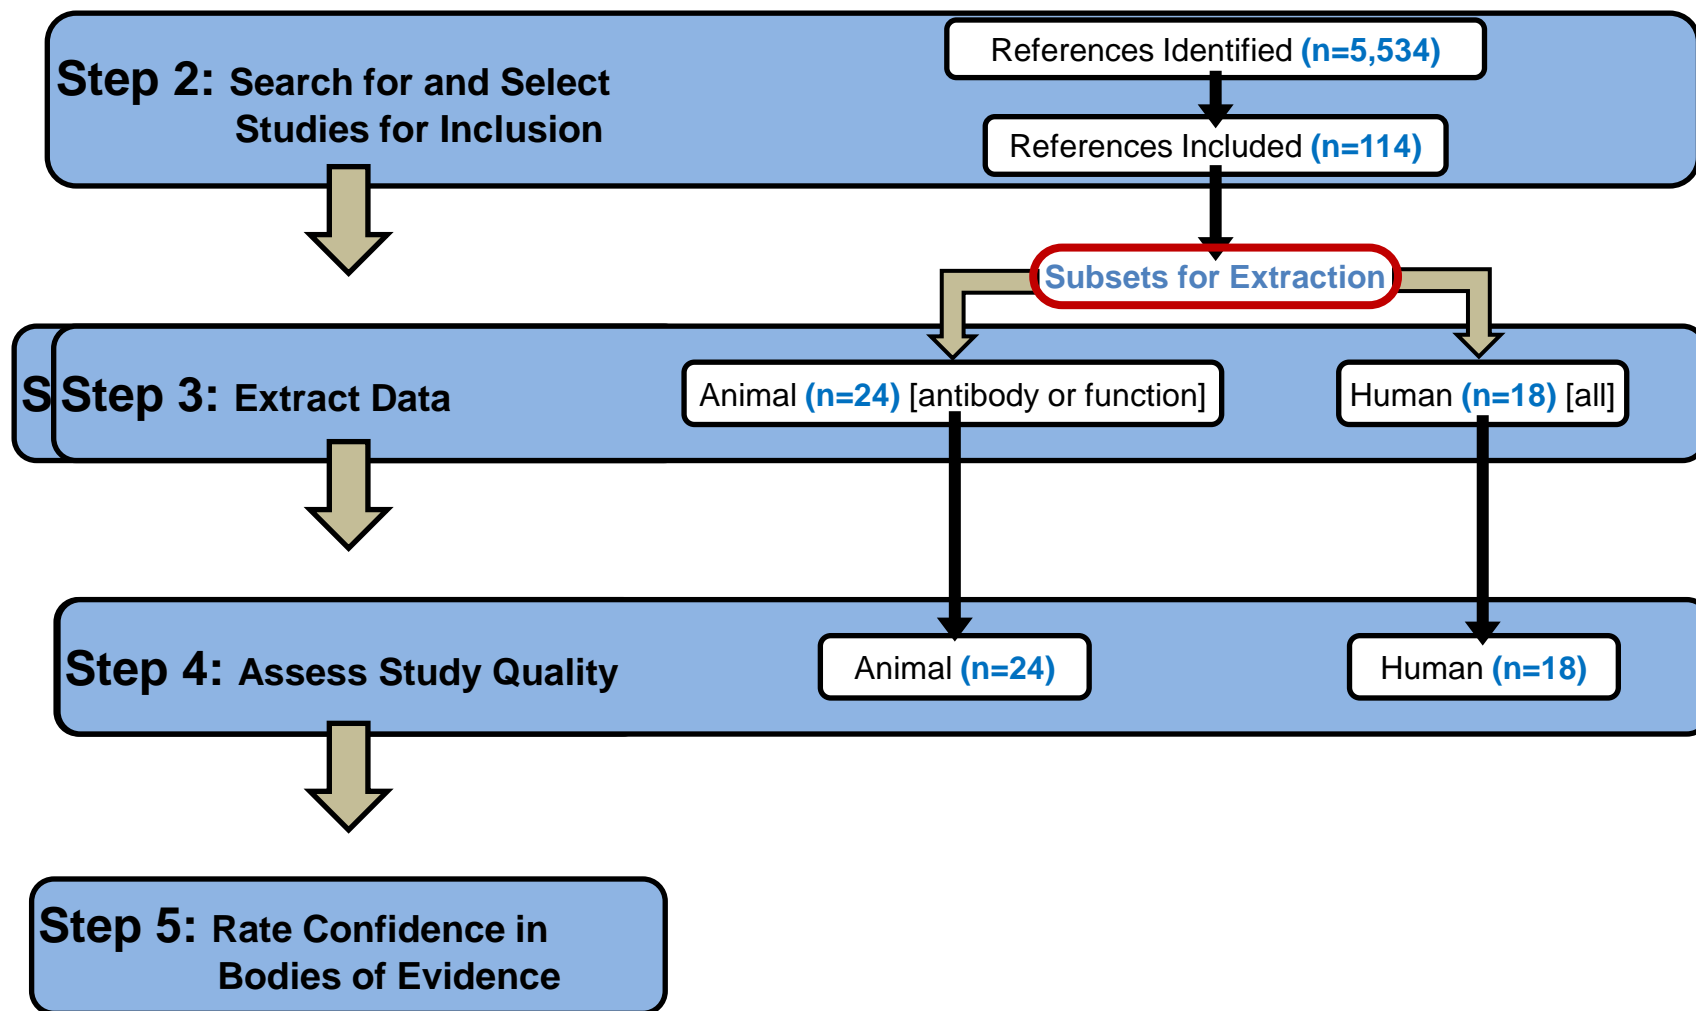 References Identified (n=5,534)
Step 2: Search for and Select
Studies for Inclusion
References Included (n=114)
Subsets for Extraction
S
Step 3: Extract Data
Animal (n=24) [antibody or function]
Human (n=18) [all]
Step 4: Assess Study Quality
Animal (n=24)
Human (n=18)
Step 5: Rate Confidence in
Bodies of Evidence